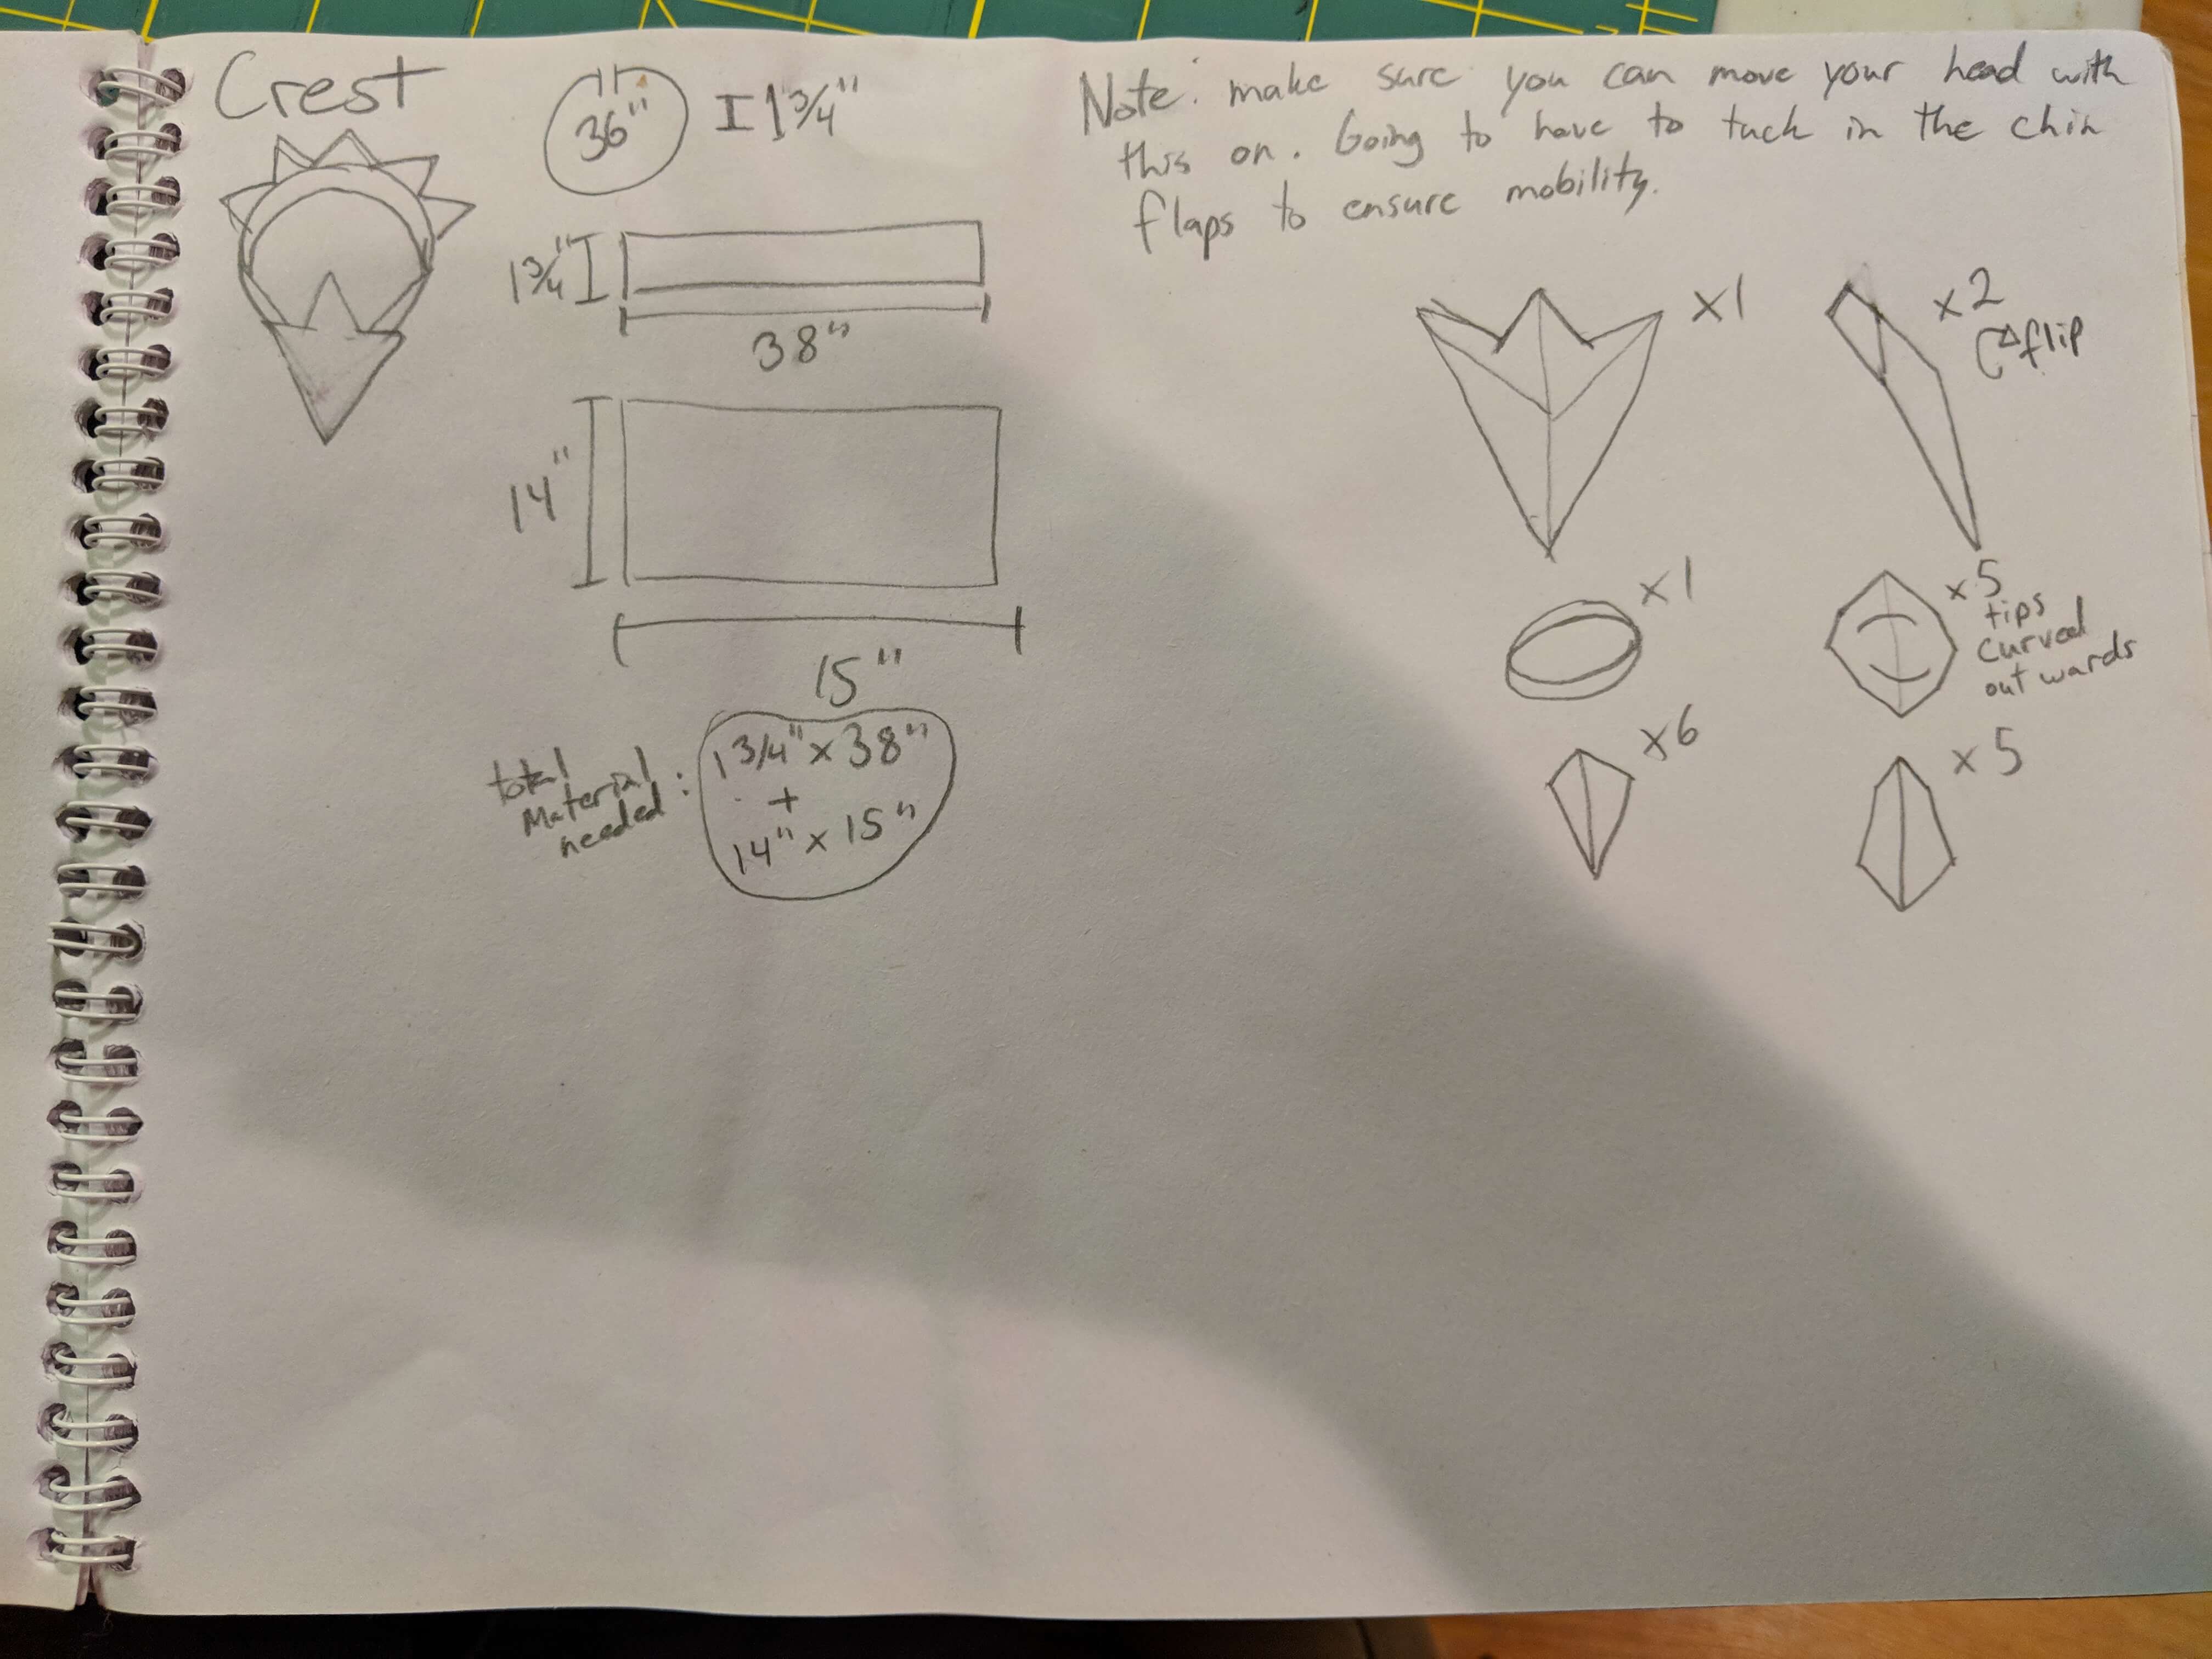 Crest
36"
1 3/4"
1 3/4"
38"
14"
15"
total
Material
needed:
1 3/4" x 38"
+
14" x 15"
Note: make sure you can move your head with
this on. Going to have to tuck in the chin
flaps to ensure mobility.
x1
x2
flip
x1
x5
tips
curved
outwards
x6
x5